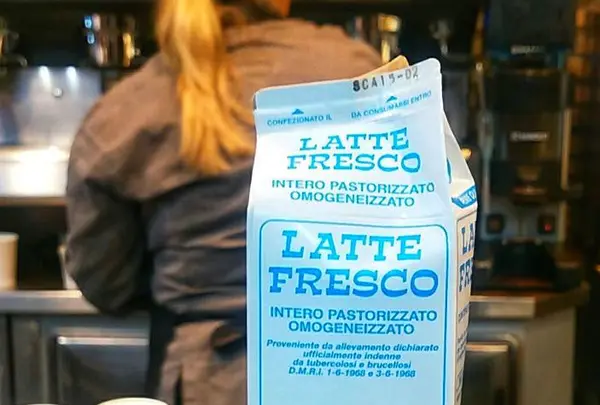 SCA15-02
CONFEZIONATO IL DA CONSUMARSI ENTRO
LATTE
FRESCO
INTERO PASTORIZZATO
OMOGENEIZZATO
LATTE
FRESCO
INTERO PASTORIZZATO
OMOGENEIZZATO
Proveniente da allevamento dichiarato
ufficialmente indenne
da tubercolosi e brucellosi
D.M.R.I. 1-6-1968 e 3-6-1968